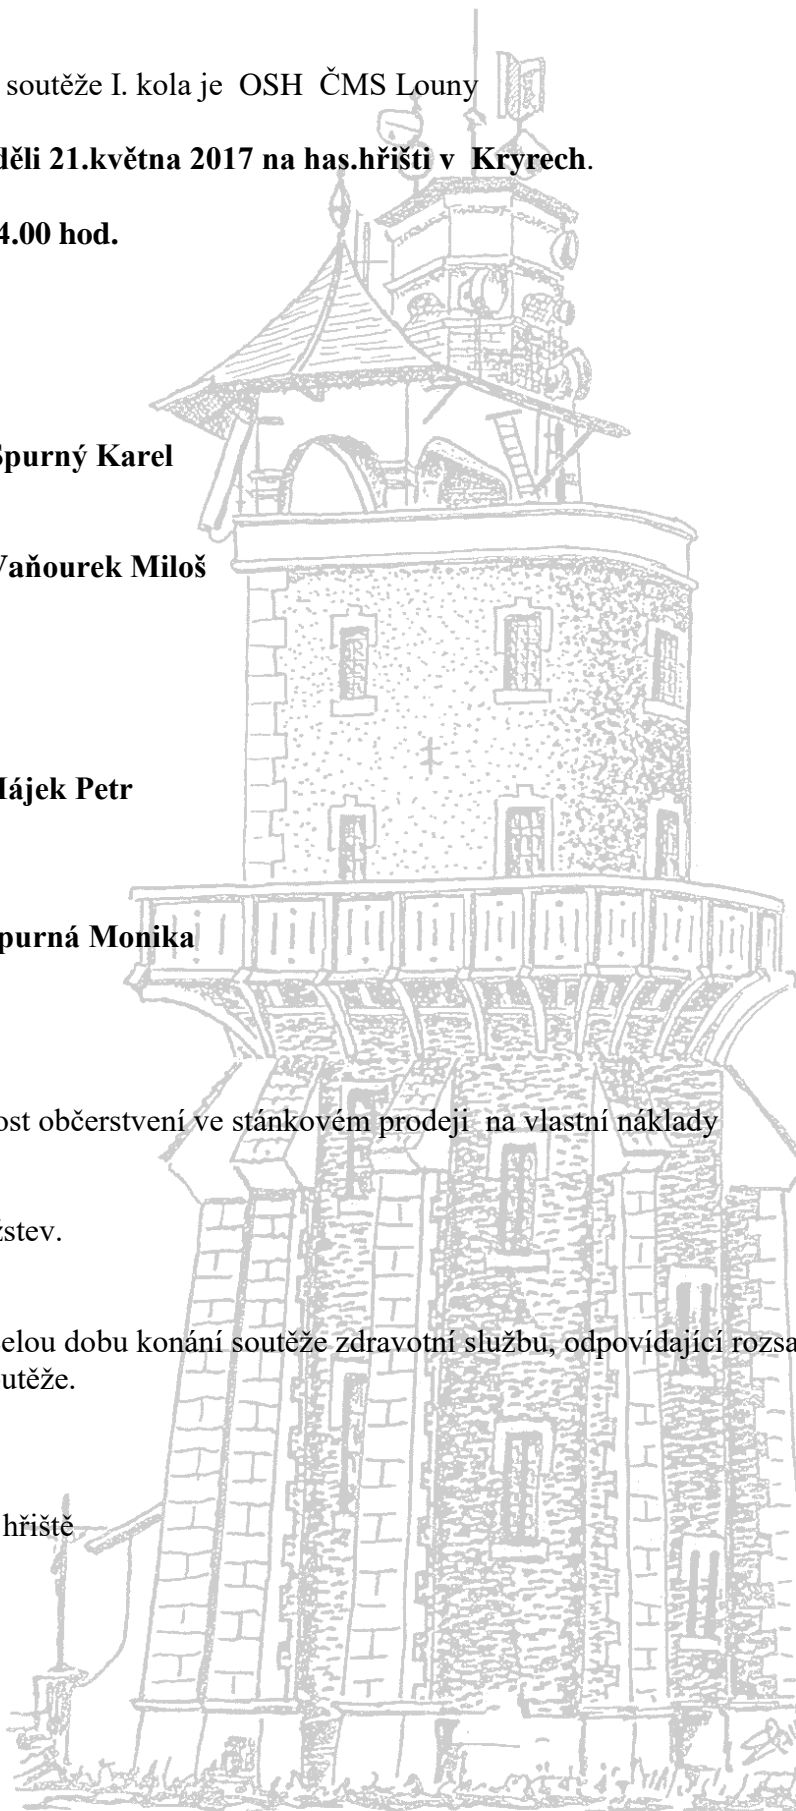 soutěže I. kola je  OSH  ČMS Louny
děli 21.května 2017 na has.hřišti v  Kryrech.
4.00 hod.
Spurný Karel
Vaňourek Miloš
Hájek Petr
purná Monika
ost občerstvení ve stánkovém prodeji  na vlastní náklady
žstev.
elou dobu konání soutěže zdravotní službu, odpovídající rozsa
utěže.
hřiště